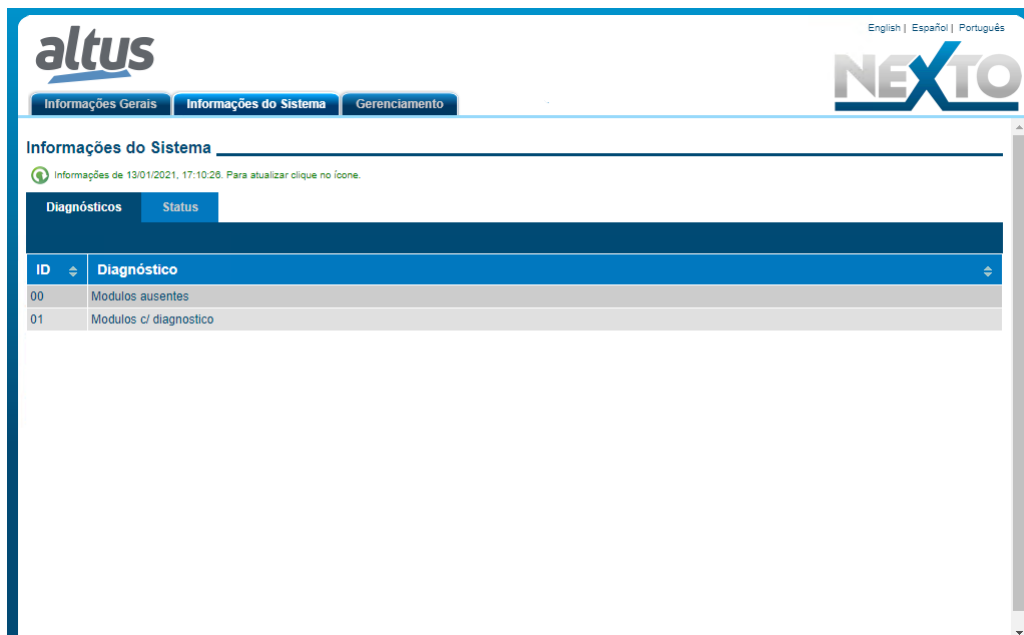 English | Español | Português
altus
NEXTO
Informações Gerais Informações do Sistema Gerenciamento
Informações do Sistema
Informações de 13/01/2021, 17:10:26. Para atualizar clique no ícone.
Diagnósticos Status
ID Diagnóstico
00 Modulos ausentes
01 Modulos c/ diagnostico